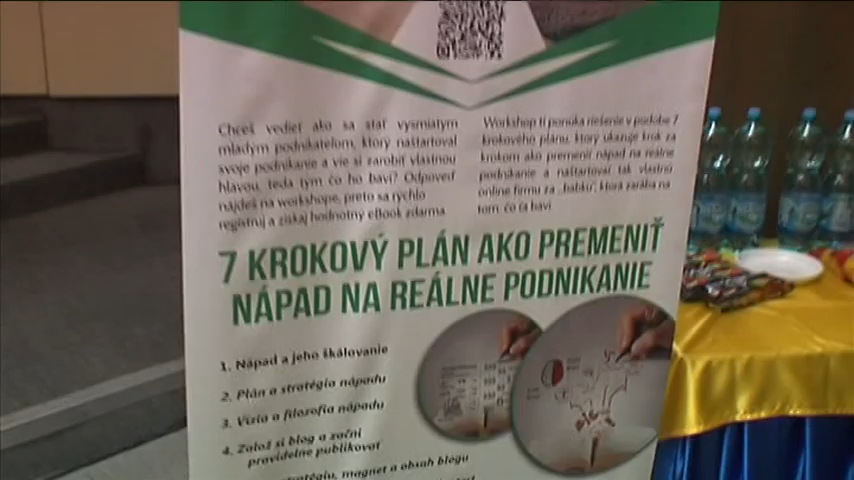 Chceš vedieť ako sa stať vysmiatym
mladým podnikateľom, ktorý naštartoval
svoje podnikanie a vie si zarobiť vlastnou
hlavou, teda tým čo ho baví? Odpoveď
nájdeš na workshope, preto sa rýchlo
registruj a získaj hodnotný eBook zdarma.
Workshop ti ponúka riešenie v podobe 7
krokového plánu, ktorý ukazuje krok za
krokom ako premeniť nápad na reálne
podnikanie a naštartovať tak vlastnú
online firmu za „babku“, ktorá zarába na
tom, čo ťa baví.
7 KROKOVÝ PLÁN AKO PREMENIŤ
NÁPAD NA REÁLNE PODNIKANIE
1. Nápad a jeho škálovanie
2. Plán a stratégia nápadu
3. Vízia a filozofia nápadu
4. Založ si blog a začni
pravidelne publikovať
magnet a obsah blogu